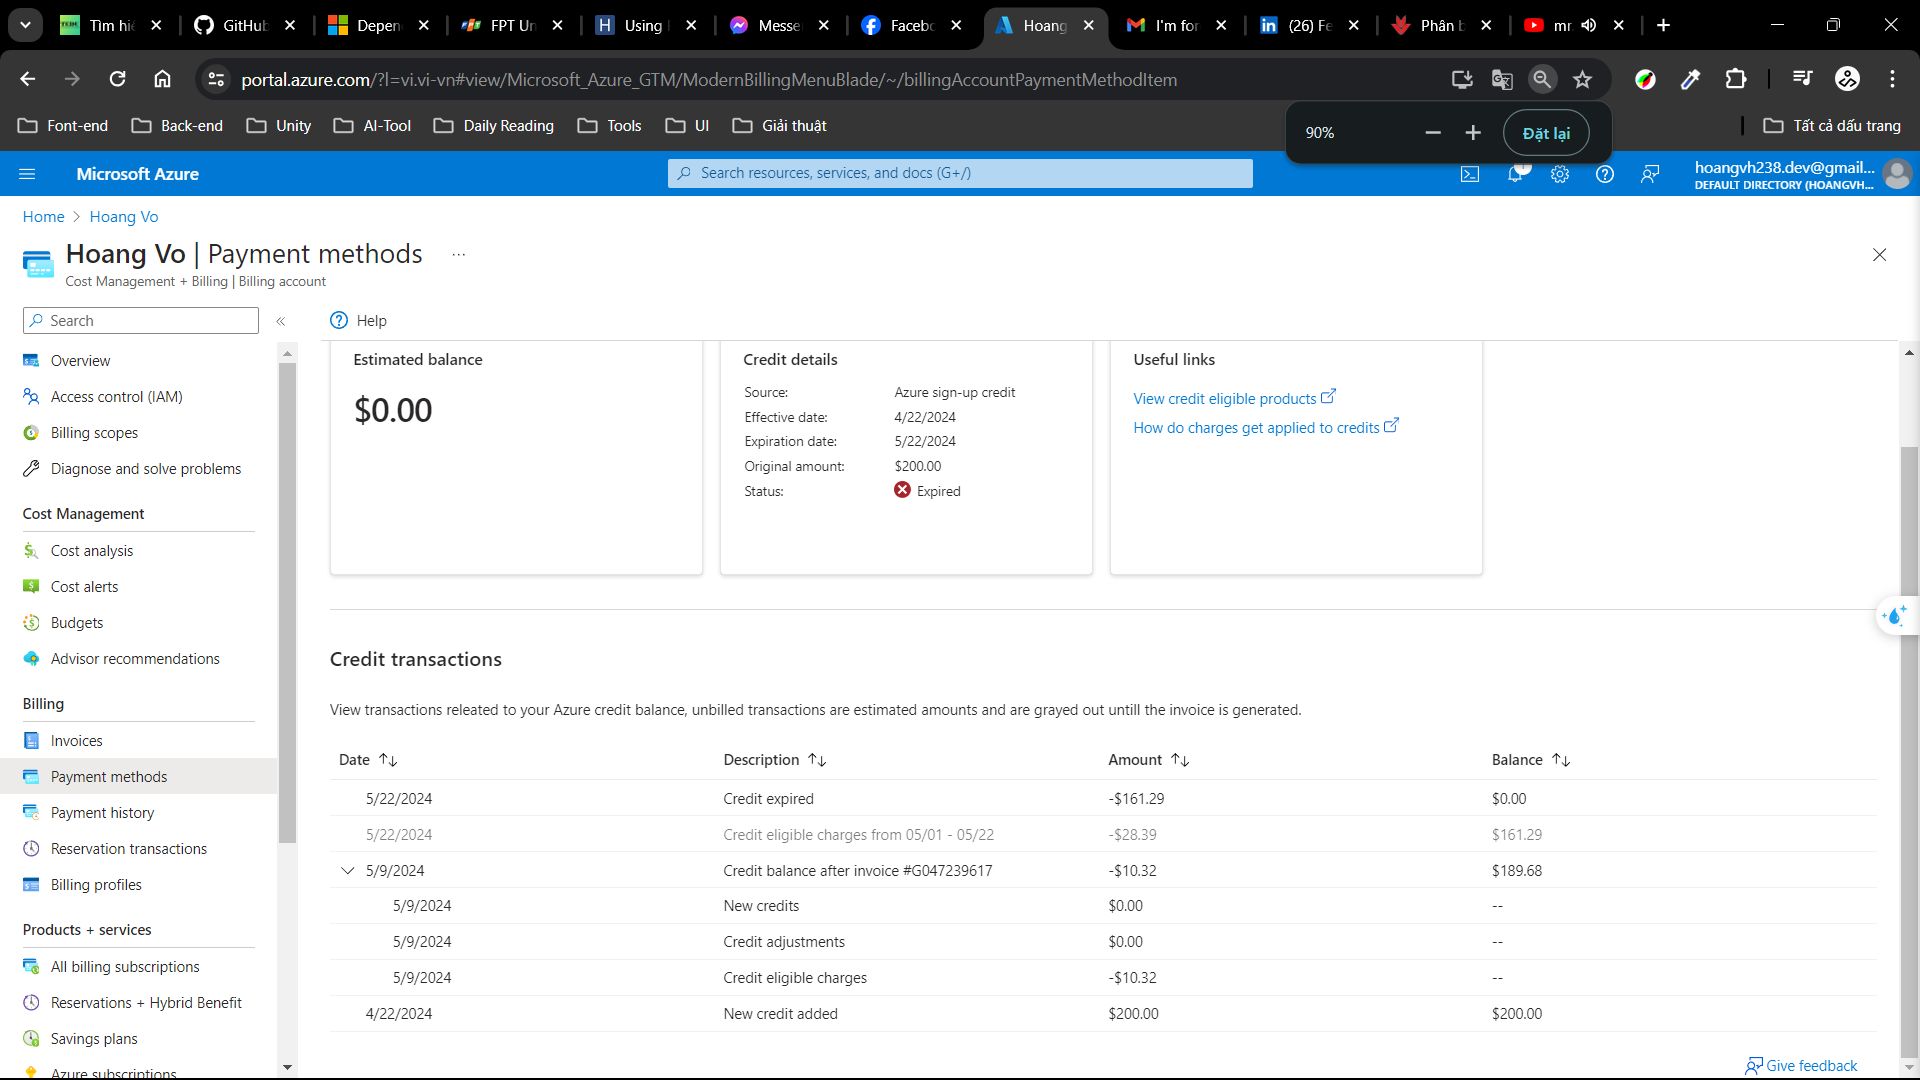 Tìm hiể
GitHub
Depen
FPT Un
Using
Messe
Facebo
Hoang
I'm for
(26) Fe
Phân b
mr.
portal.azure.com/?l=vi.vi-vn#view/Microsoft_Azure_GTM/ModernBillingMenuBlade/~/billingAccountPaymentMethodItem
Font-end
Back-end
Unity
AI-Tool
Daily Reading
Tools
UI
Giải thuật
Tất cả dấu trang
90%
Đặt lại
Microsoft Azure
Search resources, services, and docs (G+/)
hoangvh238.dev@gmail...
DEFAULT DIRECTORY (HOANGVH...
Home > Hoang Vo
Hoang Vo | Payment methods ...
Cost Management + Billing | Billing account
Search
Help
Overview
Access control (IAM)
Billing scopes
Diagnose and solve problems
Cost Management
Cost analysis
Cost alerts
Budgets
Advisor recommendations
Billing
Invoices
Payment methods
Payment history
Reservation transactions
Billing profiles
Products + services
All billing subscriptions
Reservations + Hybrid Benefit
Savings plans
Azure subscriptions
Estimated balance
$0.00
Credit details
Source: Azure sign-up credit
Effective date: 4/22/2024
Expiration date: 5/22/2024
Original amount: $200.00
Status: Expired
Useful links
View credit eligible products
How do charges get applied to credits
Credit transactions
View transactions releated to your Azure credit balance, unbilled transactions are estimated amounts and are grayed out untill the invoice is generated.
Date Description Amount Balance
5/22/2024 Credit expired -$161.29 $0.00
5/22/2024 Credit eligible charges from 05/01 - 05/22 -$28.39 $161.29
5/9/2024 Credit balance after invoice #G047239617 -$10.32 $189.68
5/9/2024 New credits $0.00 --
5/9/2024 Credit adjustments $0.00 --
5/9/2024 Credit eligible charges -$10.32 --
4/22/2024 New credit added $200.00 $200.00
Give feedback